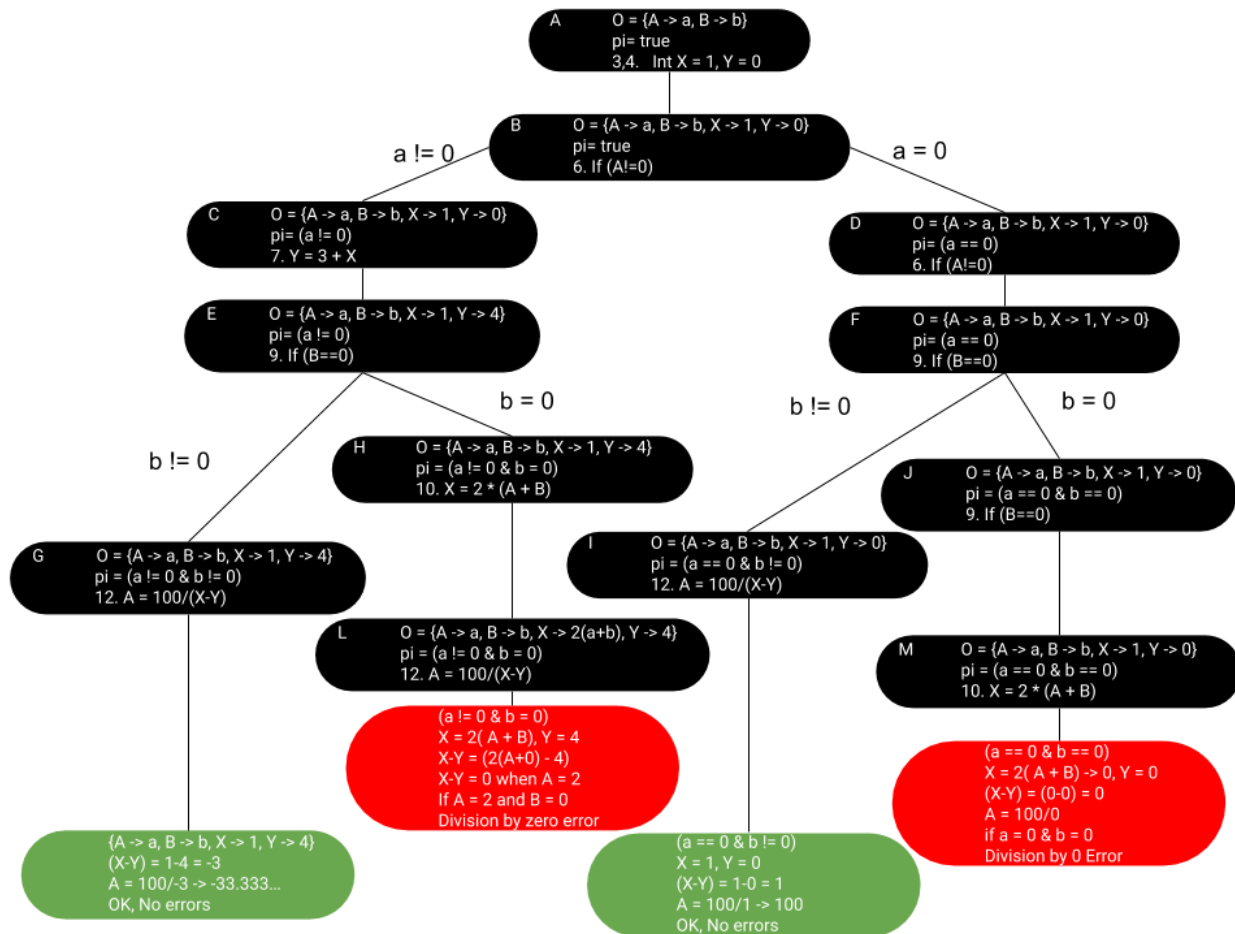 A O = {A -> a, B -> b}
pi= true
3,4. Int X = 1, Y = 0
B O = {A -> a, B -> b, X -> 1, Y -> 0}
pi= true
6. If (A!=0)
a != 0
a = 0
C O = {A -> a, B -> b, X -> 1, Y -> 0}
pi= (a != 0)
7. Y = 3 + X
D O = {A -> a, B -> b, X -> 1, Y -> 0}
pi= (a == 0)
6. If (A!=0)
E O = {A -> a, B -> b, X -> 1, Y -> 4}
pi= (a != 0)
9. If (B==0)
F O = {A -> a, B -> b, X -> 1, Y -> 0}
pi= (a == 0)
9. If (B==0)
b != 0
b = 0
b != 0
b = 0
H O = {A -> a, B -> b, X -> 1, Y -> 4}
pi = (a != 0 & b = 0)
10. X = 2 * (A + B)
J O = {A -> a, B -> b, X -> 1, Y -> 0}
pi = (a == 0 & b == 0)
9. If (B==0)
G O = {A -> a, B -> b, X -> 1, Y -> 4}
pi = (a != 0 & b != 0)
12. A = 100/(X-Y)
I O = {A -> a, B -> b, X -> 1, Y -> 0}
pi = (a == 0 & b != 0)
12. A = 100/(X-Y)
L O = {A -> a, B -> b, X -> 2(a+b), Y -> 4}
pi = (a != 0 & b = 0)
12. A = 100/(X-Y)
M O = {A -> a, B -> b, X -> 1, Y -> 0}
pi = (a == 0 & b == 0)
10. X = 2 * (A + B)
(a != 0 & b = 0)
X = 2( A + B), Y = 4
X-Y = (2(A+0) - 4)
X-Y = 0 when A = 2
If A = 2 and B = 0
Division by zero error
(a == 0 & b == 0)
X = 2( A + B) -> 0, Y = 0
(X-Y) = (0-0) = 0
A = 100/0
if a = 0 & b = 0
Division by 0 Error
{A -> a, B -> b, X -> 1, Y -> 4}
(X-Y) = 1-4 = -3
A = 100/-3 -> -33.333...
OK, No errors
(a == 0 & b != 0)
X = 1, Y = 0
(X-Y) = 1-0 = 1
A = 100/1 -> 100
OK, No errors